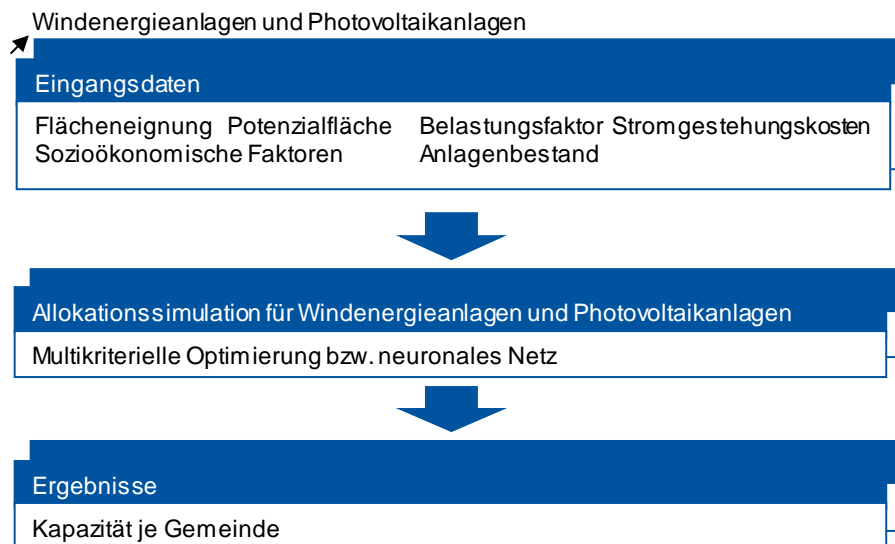 Windenergieanlagen und Photovoltaikanlagen
Eingangsdaten
Flächeneignung Potenzialfläche Belastungsfaktor Stromgestehungskosten
Sozioökonomische Faktoren Anlagenbestand
Allokationssimulation für Windenergieanlagen und Photovoltaikanlagen
Multikriterielle Optimierung bzw. neuronales Netz
Ergebnisse
Kapazität je Gemeinde